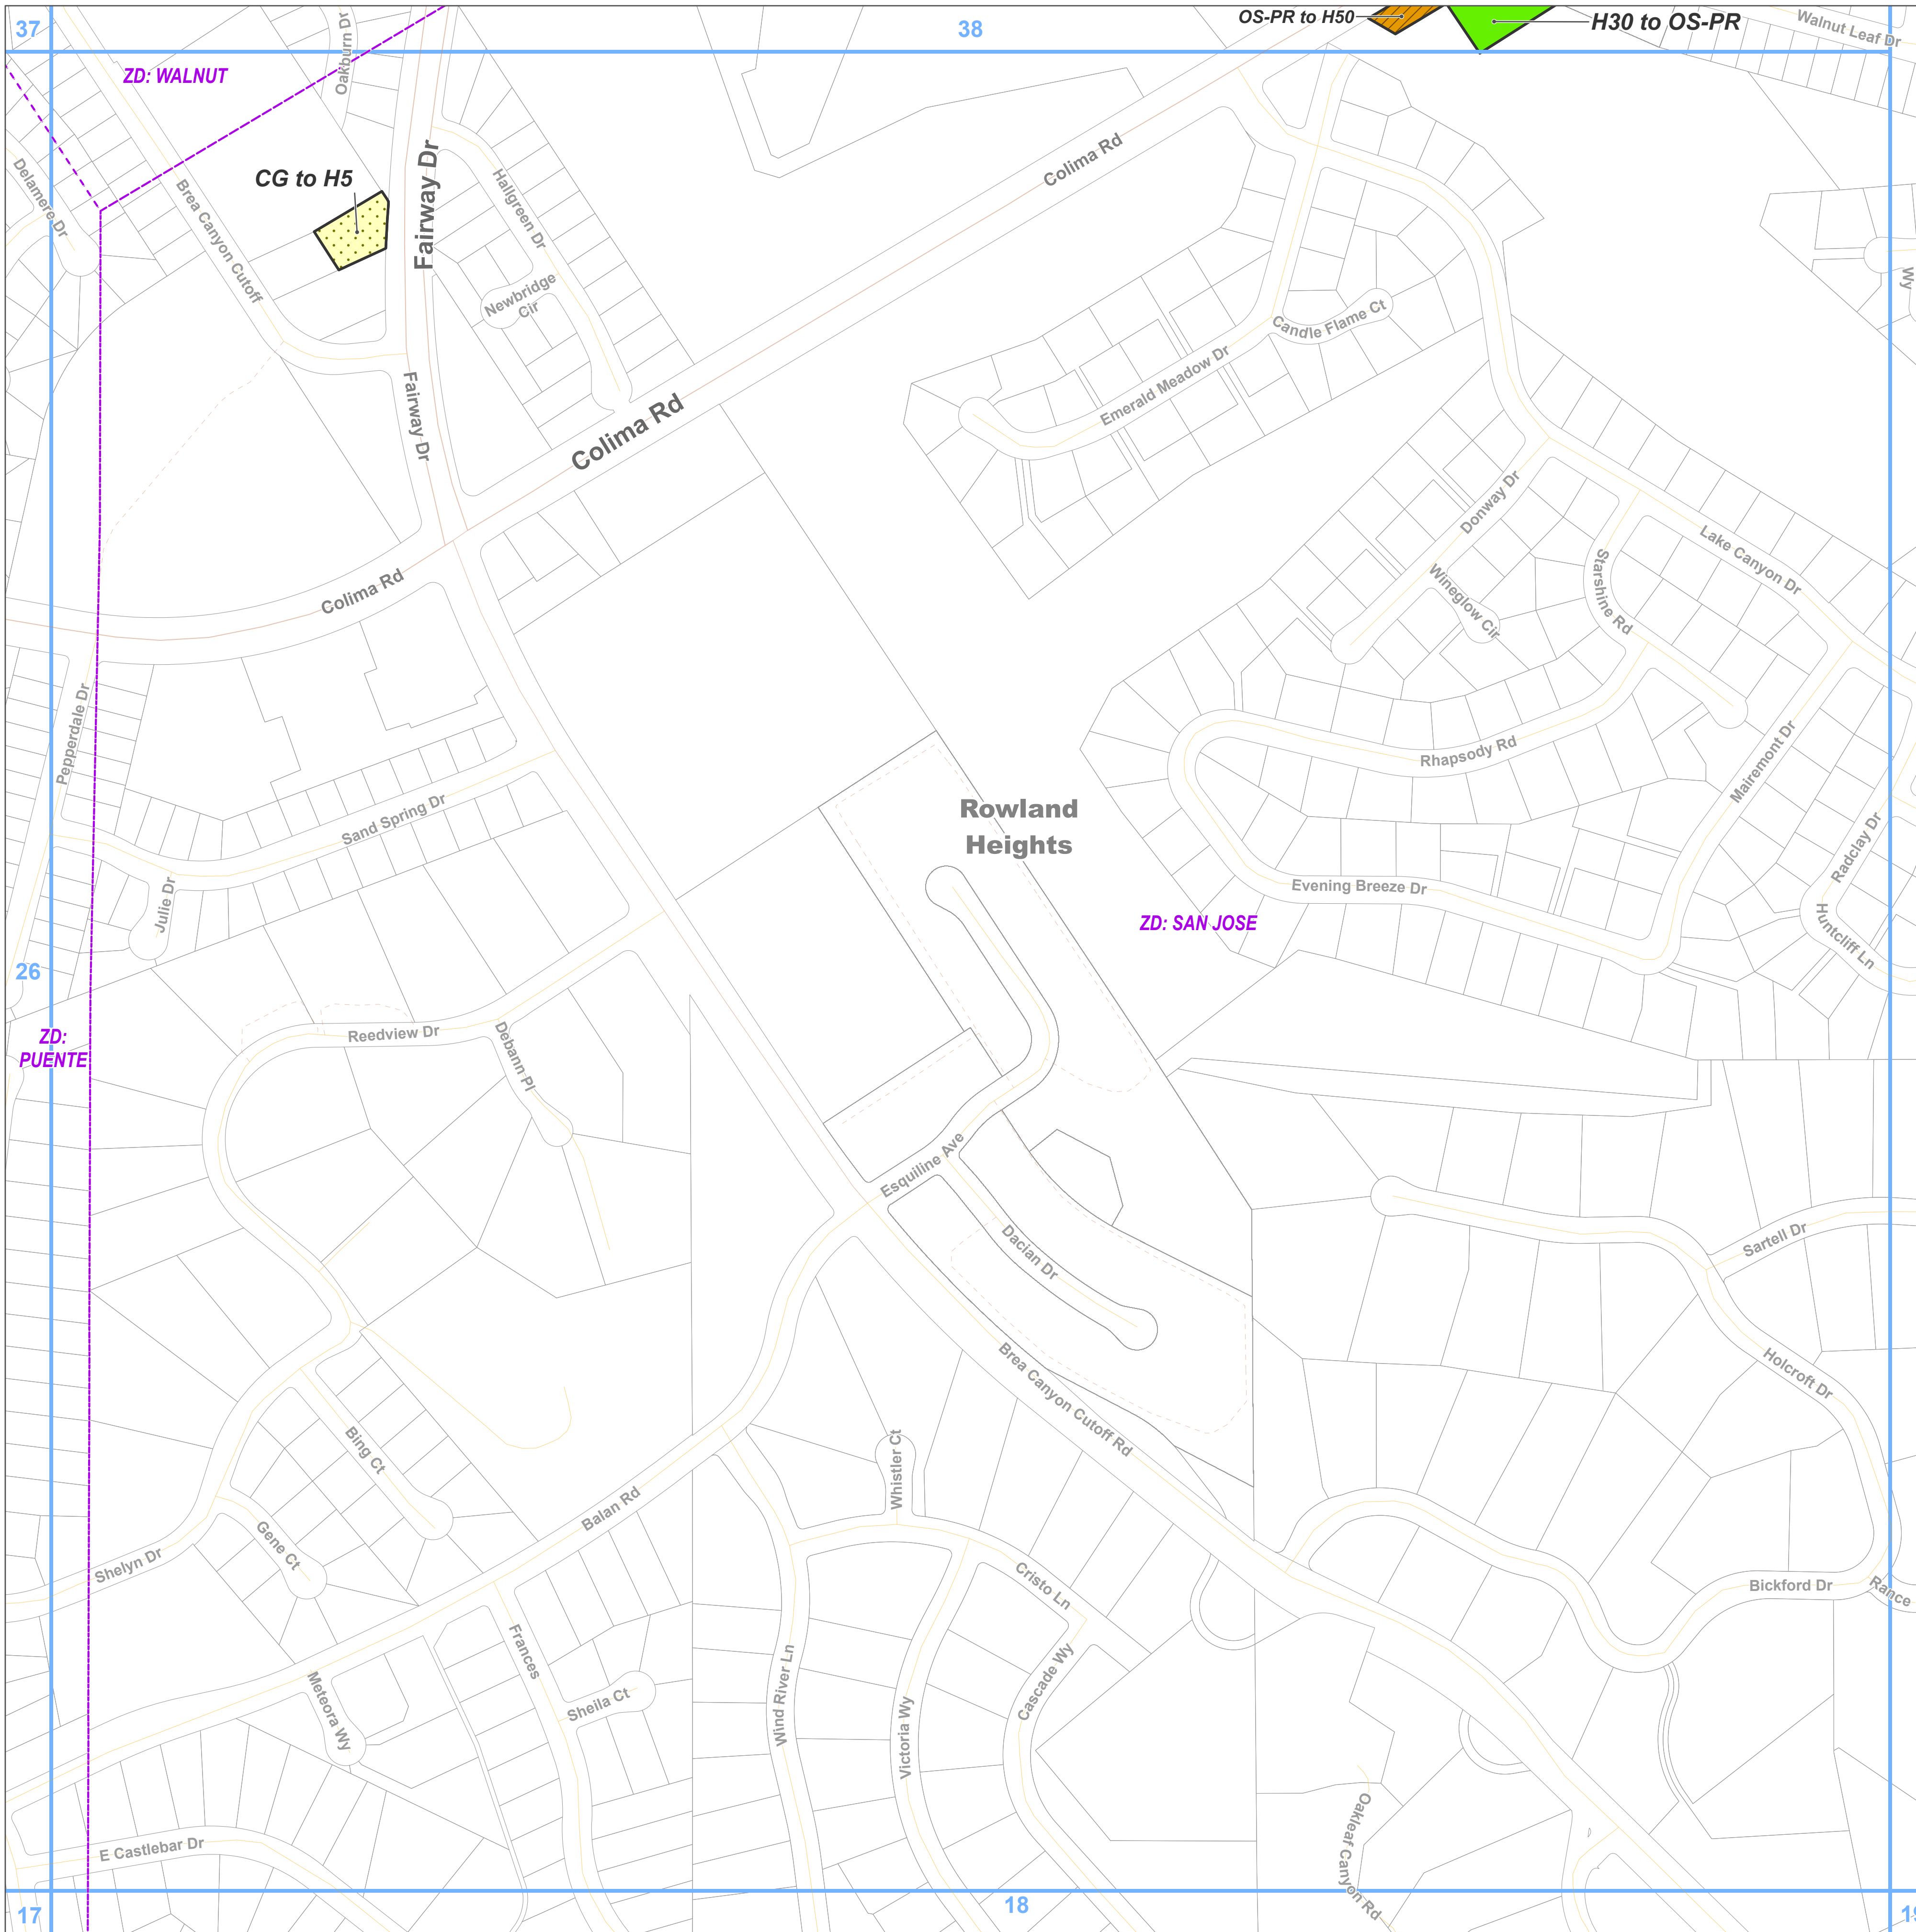 37
38
OS-PR to H50
H30 to OS-PR
Walnut Leaf Dr
Oakburn Dr
ZD: WALNUT
Delamere Dr
Brea Canyon Cutoff
CG to H5
Fairway Dr
Hallgreen Dr
Colima Rd
Newbridge
Cir
Wy
Candle Flame Ct
Emerald Meadow Dr
Fairway Dr
Colima Rd
Donway Dr
Lake Canyon Dr
Colima Rd
Wineglow Cir
Starshine Rd
Pepperdale Dr
Rhapsody Rd
Mairemont Dr
Sand Spring Dr
Rowland
Heights
Radclay Dr
Evening Breeze Dr
Julie Dr
ZD: SAN JOSE
Huntcliff Ln
26
ZD:
PUENTE
Reedview Dr
Debann Pl
Esquiline Ave
Dacian Dr
Sartell Dr
Holcroft Dr
Brea Canyon Cutoff Rd
Bing Ct
Whistler Ct
Balan Rd
Gene Ct
Shelyn Dr
Cristo Ln
Bickford Dr
Rance
Frances
Meteora Wy
Sheila Ct
Wind River Ln
Victoria Wy
Cascade Wy
Oakleaf Canyon Rd
E Castlebar Dr
17
18
19